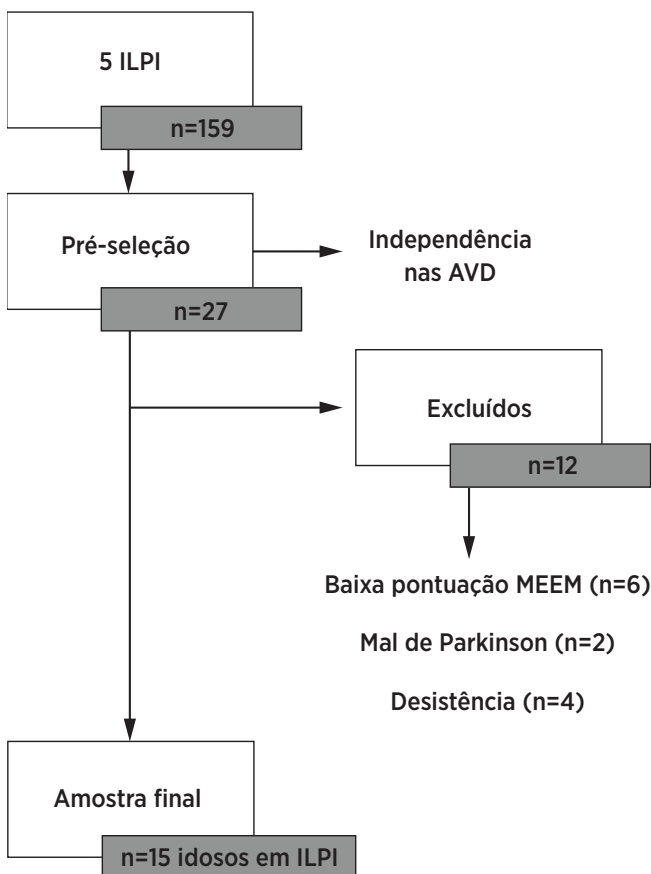 5 ILPI
n=159
Pré-seleção
Independência
nas AVD
n=27
Excluídos
n=12
Baixa pontuação MEEM (n=6)
Mal de Parkinson (n=2)
Desistência (n=4)
Amostra final
n=15 idosos em ILPI